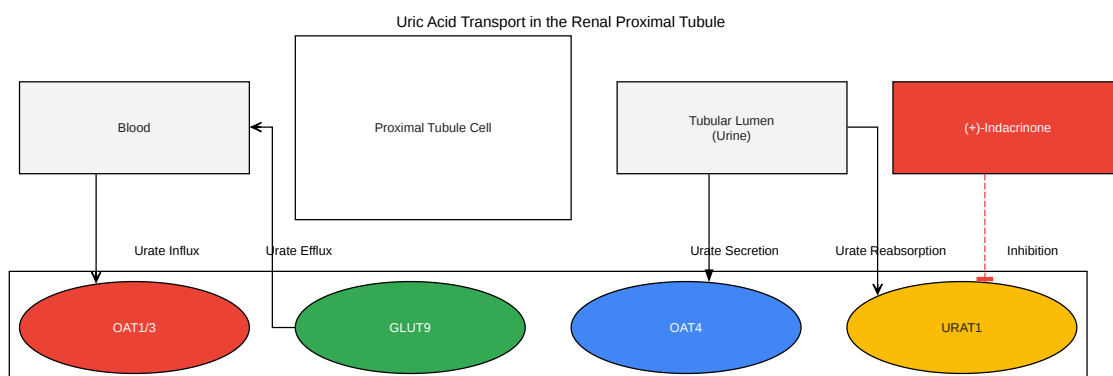 Uric Acid Transport in the Renal Proximal Tubule
Blood
Proximal Tubule Cell
Tubular Lumen
(Urine)
(+)-Indacrinone
Urate Influx
Urate Efflux
Urate Secretion
Urate Reabsorption
Inhibition
OAT1/3
GLUT9
OAT4
URAT1